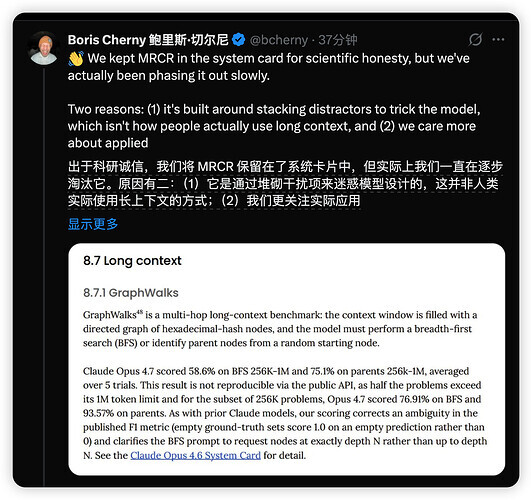 Boris Cherny 鲍里斯·切尔尼 @bcherny · 37分钟
👋 We kept MRCR in the system card for scientific honesty, but we've
actually been phasing it out slowly.
Two reasons: (1) it's built around stacking distractors to trick the model,
which isn't how people actually use long context, and (2) we care more
about applied
出于科研诚信，我们将 MRCR 保留在了系统卡片中，但实际上我们一直在逐步
淘汰它。原因有二：（1）它是通过堆砌干扰项来迷惑模型设计的，这并非人类
实际使用长上下文的方式；（2）我们更关注实际应用
显示更多
8.7 Long context
8.7.1 GraphWalks
GraphWalks⁴⁸ is a multi-hop long-context benchmark: the context window is filled with a
directed graph of hexadecimal-hash nodes, and the model must perform a breadth-first
search (BFS) or identify parent nodes from a random starting node.
Claude Opus 4.7 scored 58.6% on BFS 256K-1M and 75.1% on parents 256k-1M, averaged
over 5 trials. This result is not reproducible via the public API, as half the problems exceed
its 1M token limit and for the subset of 256K problems, Opus 4.7 scored 76.91% on BFS and
93.57% on parents. As with prior Claude models, our scoring corrects an ambiguity in the
published F1 metric (empty ground-truth sets score 1.0 on an empty prediction rather than
0) and clarifies the BFS prompt to request nodes at exactly depth N rather than up to depth
N. See the Claude Opus 4.6 System Card for detail.